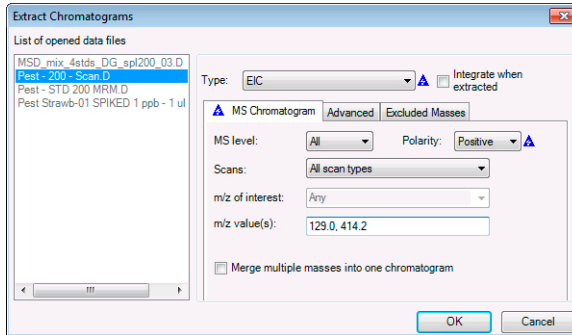 Extract Chromatograms
List of opened data files
MSD_mix_4stds_DG_spl200_03.D
Pest - 200 - Scan.D
Pest - STD 200 MRM.D
Pest Strawb-01 SPIKED 1 ppb - 1 ul
Type: EIC Integrate when extracted
MS Chromatogram Advanced Excluded Masses
MS level: All Polarity: Positive
Scans: All scan types
m/z of interest: Any
m/z value(s): 129.0, 414.2
Merge multiple masses into one chromatogram
OK Cancel